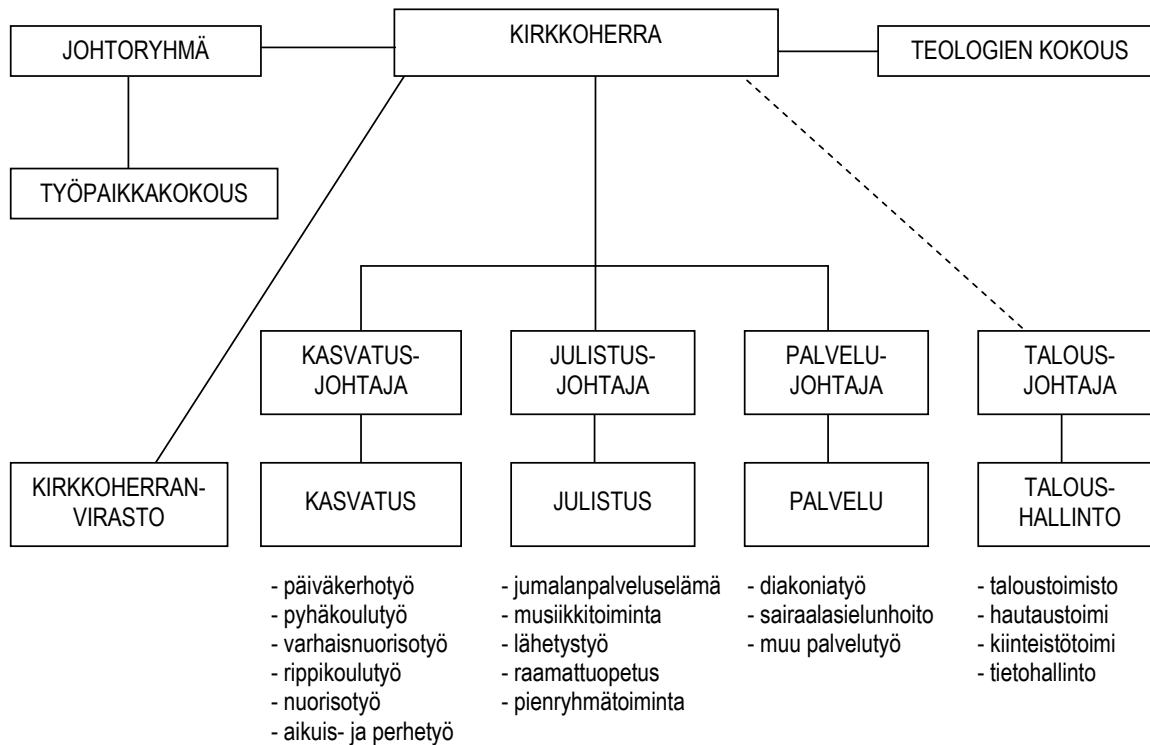 JOHTORYHMÄ
KIRKKOHERRA
TEOLOGIEN KOKOUS
TYÖPAIKKAKOKOUS
KASVATUS-
JOHTAJA
JULISTUS-
JOHTAJA
PALVELU-
JOHTAJA
TALOUS-
JOHTAJA
KIRKKOHERRAN-
VIRASTO
KASVATUS
JULISTUS
PALVELU
TALOUS-
HALLINTO
- päiväkerhotyö
- pyhäkoulutyö
- varhaisnuorisotyö
- rippikoulutyö
- nuorisotyö
- aikuis- ja perhetyö
- jumalanpalveluselämä
- musiikkitoiminta
- lähetystyö
- raamattuopetus
- pienryhmätoiminta
- diakoniatyö
- sairaalasielunhoito
- muu palvelutyö
- taloustoimisto
- hautaustoimi
- kiinteistötoimi
- tietohallinto